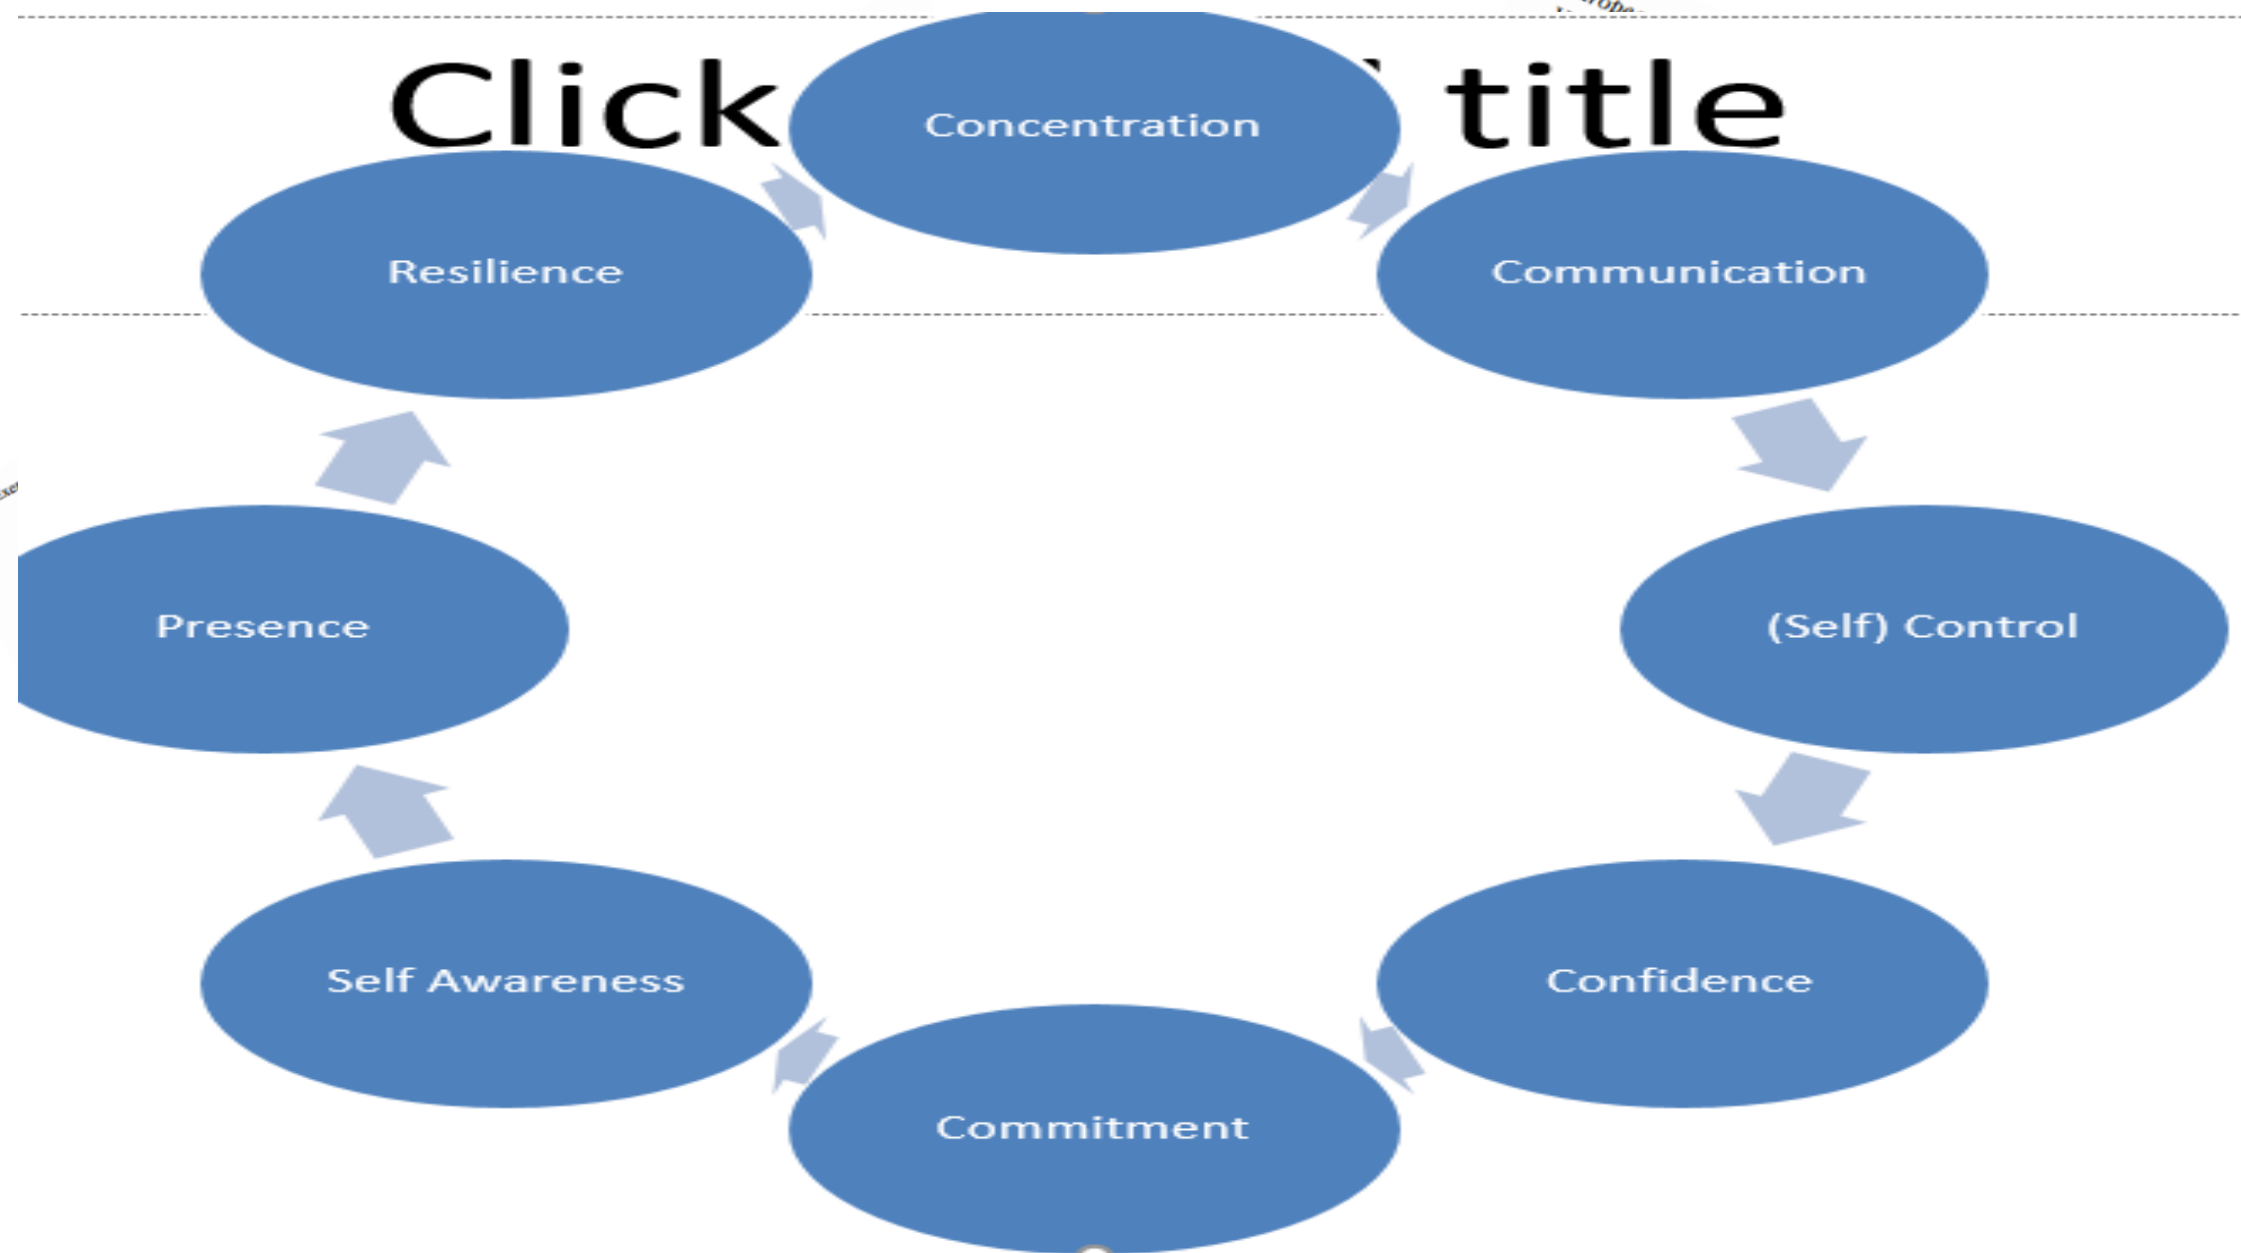 Click title
Concentration
Communication
(Self) Control
Confidence
Commitment
Self Awareness
Presence
Resilience